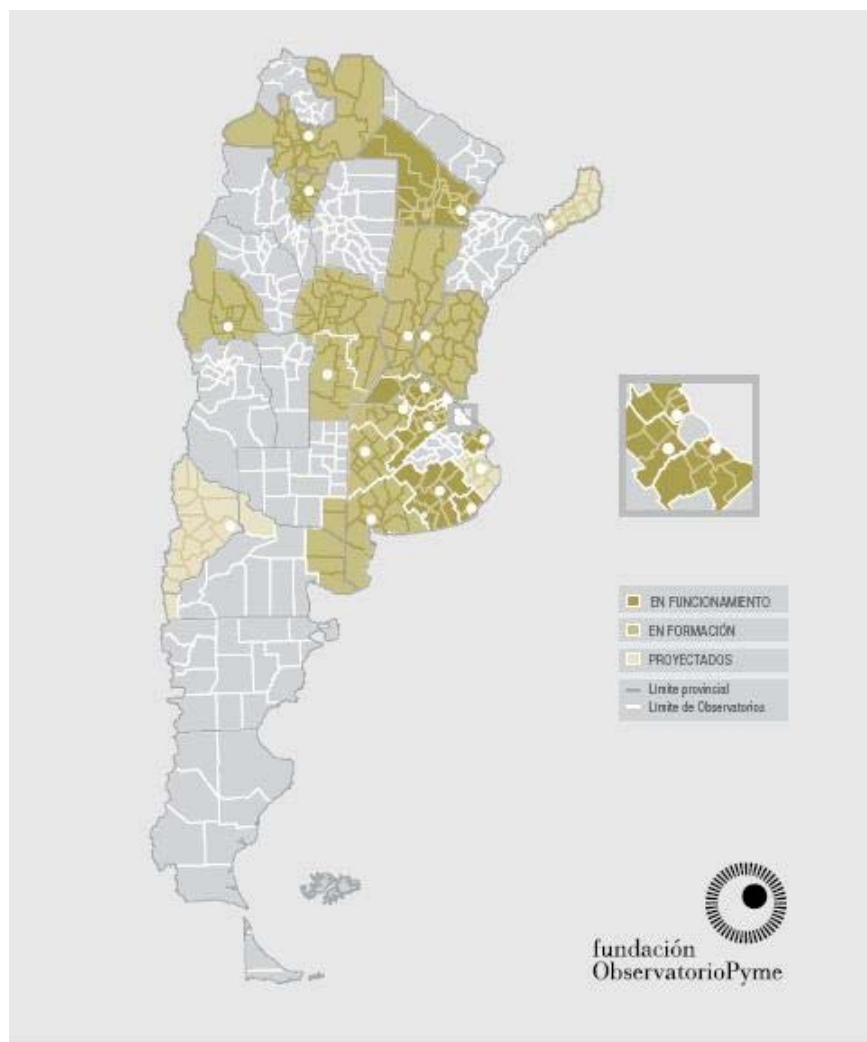 EN FUNCIONAMIENTO
EN FORMACIÓN
PROYECTADOS
Límite provincial
Límite de Observatorios
fundación
ObservatorioPyme